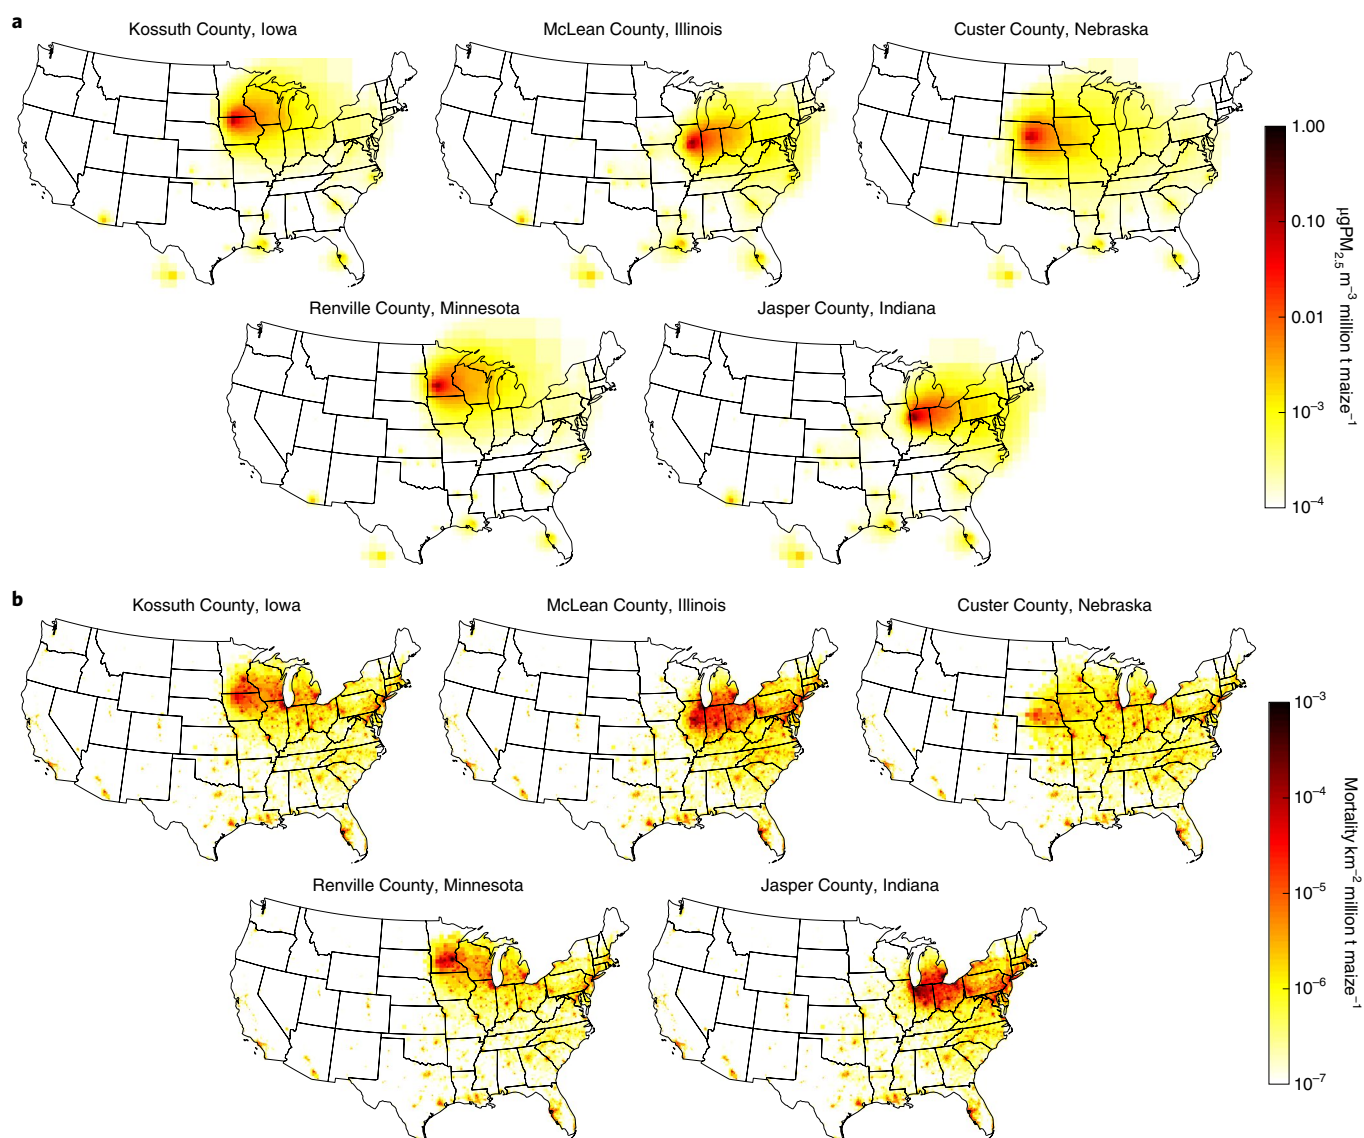 a
Kossuth County, Iowa
McLean County, Illinois
Custer County, Nebraska
Renville County, Minnesota
Jasper County, Indiana
1.00
0.10
0.01
10⁻³
10⁻⁴
µgPM₂.₅ m⁻³ million t maize⁻¹
b
Kossuth County, Iowa
McLean County, Illinois
Custer County, Nebraska
Renville County, Minnesota
Jasper County, Indiana
10⁻³
10⁻⁴
10⁻⁵
10⁻⁶
10⁻⁷
Mortality km⁻² million t maize⁻¹